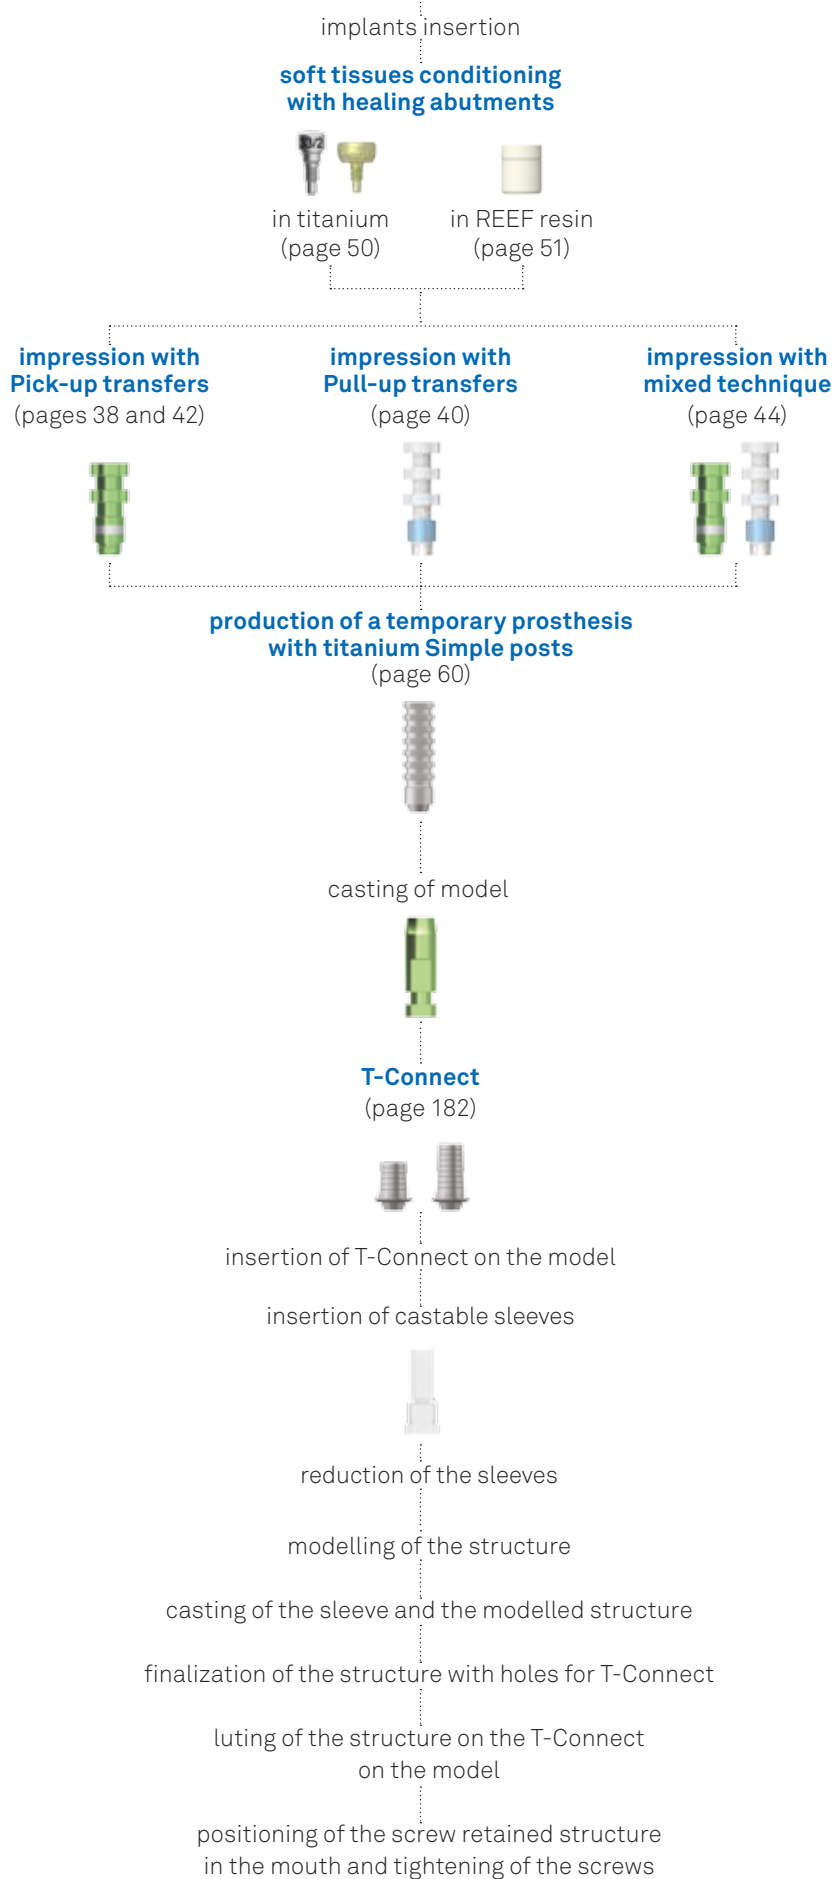 implants insertion
soft tissues conditioning
with healing abutments
in titanium
(page 50)
in REEF resin
(page 51)
impression with
Pick-up transfers
(pages 38 and 42)
impression with
Pull-up transfers
(page 40)
impression with
mixed technique
(page 44)
production of a temporary prosthesis
with titanium Simple posts
(page 60)
casting of model
T-Connect
(page 182)
insertion of T-Connect on the model
insertion of castable sleeves
reduction of the sleeves
modelling of the structure
casting of the sleeve and the modelled structure
finalization of the structure with holes for T-Connect
luting of the structure on the T-Connect
on the model
positioning of the screw retained structure
in the mouth and tightening of the screws